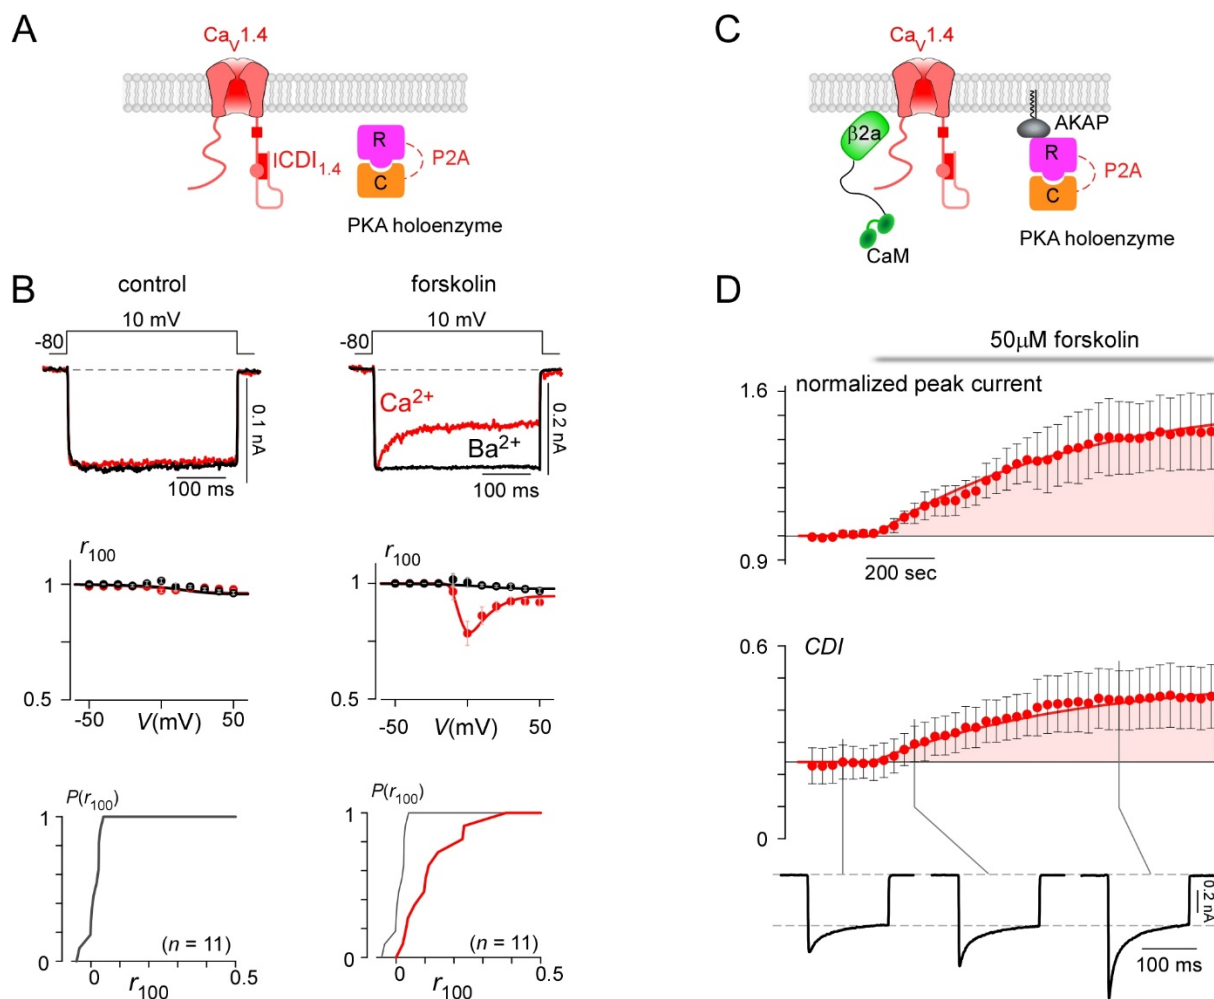 A
Ca
V
1.4
ICDI
1.4
R
C
P2A
PKA holoenzyme
B
control
10 mV
-80
0.1 nA
100 ms
forskolin
10 mV
-80
Ca2+
Ba2+
0.2 nA
100 ms
r100
1
0.5
-50
V(mV)
50
r100
1
0.5
-50
V(mV)
50
P(r100)
1
0
(n = 11)
0
0.5
r100
P(r100)
1
0
(n = 11)
0
0.5
r100
C
CaV1.4
β2a
CaM
AKAP
R
C
P2A
PKA holoenzyme
D
50μM forskolin
1.6
normalized peak current
0.9
200 sec
0.6
CDI
0
0.2 nA
100 ms